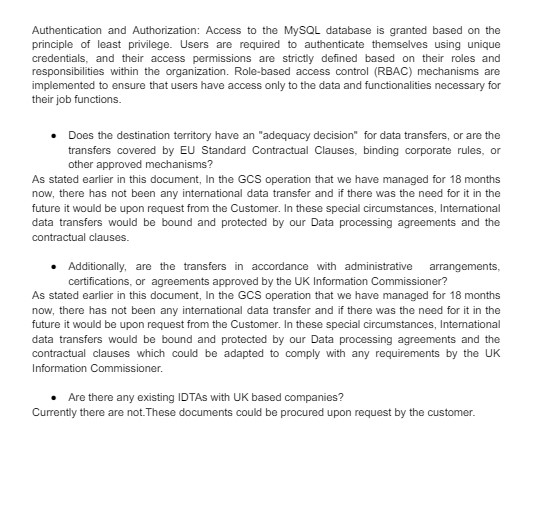 Authentication and Authorization: Access to the MySQL database is granted based on the
principle of least privilege. Users are required to authenticate themselves using unique
credentials, and their access permissions are strictly defined based on their roles and
responsibilities within the organization. Role-based access control (RBAC) mechanisms are
implemented to ensure that users have access only to the data and functionalities necessary for
their job functions.
• Does the destination territory have an "adequacy decision" for data transfers, or are the
transfers covered by EU Standard Contractual Clauses, binding corporate rules, or
other approved mechanisms?
As stated earlier in this document, In the GCS operation that we have managed for 18 months
now, there has not been any international data transfer and if there was the need for it in the
future it would be upon request from the Customer. In these special circumstances, International
data transfers would be bound and protected by our Data processing agreements and the
contractual clauses.
• Additionally, are the transfers in accordance with administrative arrangements,
certifications, or agreements approved by the UK Information Commissioner?
As stated earlier in this document, In the GCS operation that we have managed for 18 months
now, there has not been any international data transfer and if there was the need for it in the
future it would be upon request from the Customer. In these special circumstances, International
data transfers would be bound and protected by our Data processing agreements and the
contractual clauses which could be adapted to comply with any requirements by the UK
Information Commissioner.
• Are there any existing IDTAs with UK based companies?
Currently there are not.These documents could be procured upon request by the customer.